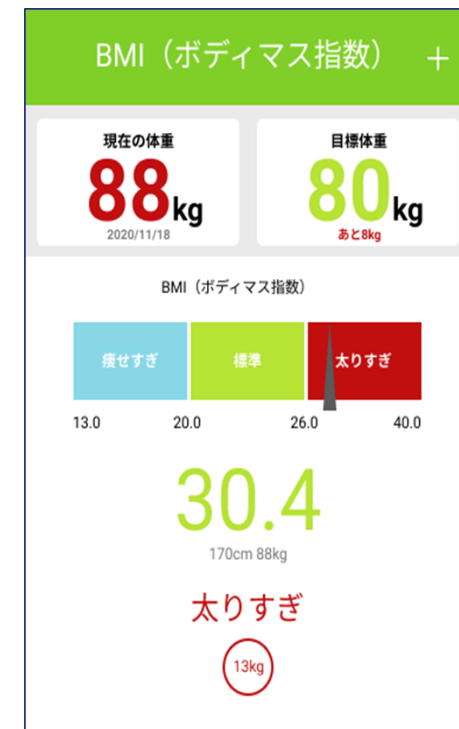 BMI（ボディマス指数） +
現在の体重
88kg
2020/11/18
目標体重
80kg
あと8kg
BMI（ボディマス指数）
痩せすぎ 標準 太りすぎ
13.0 20.0 26.0 40.0
30.4
170cm 88kg
太りすぎ
13kg